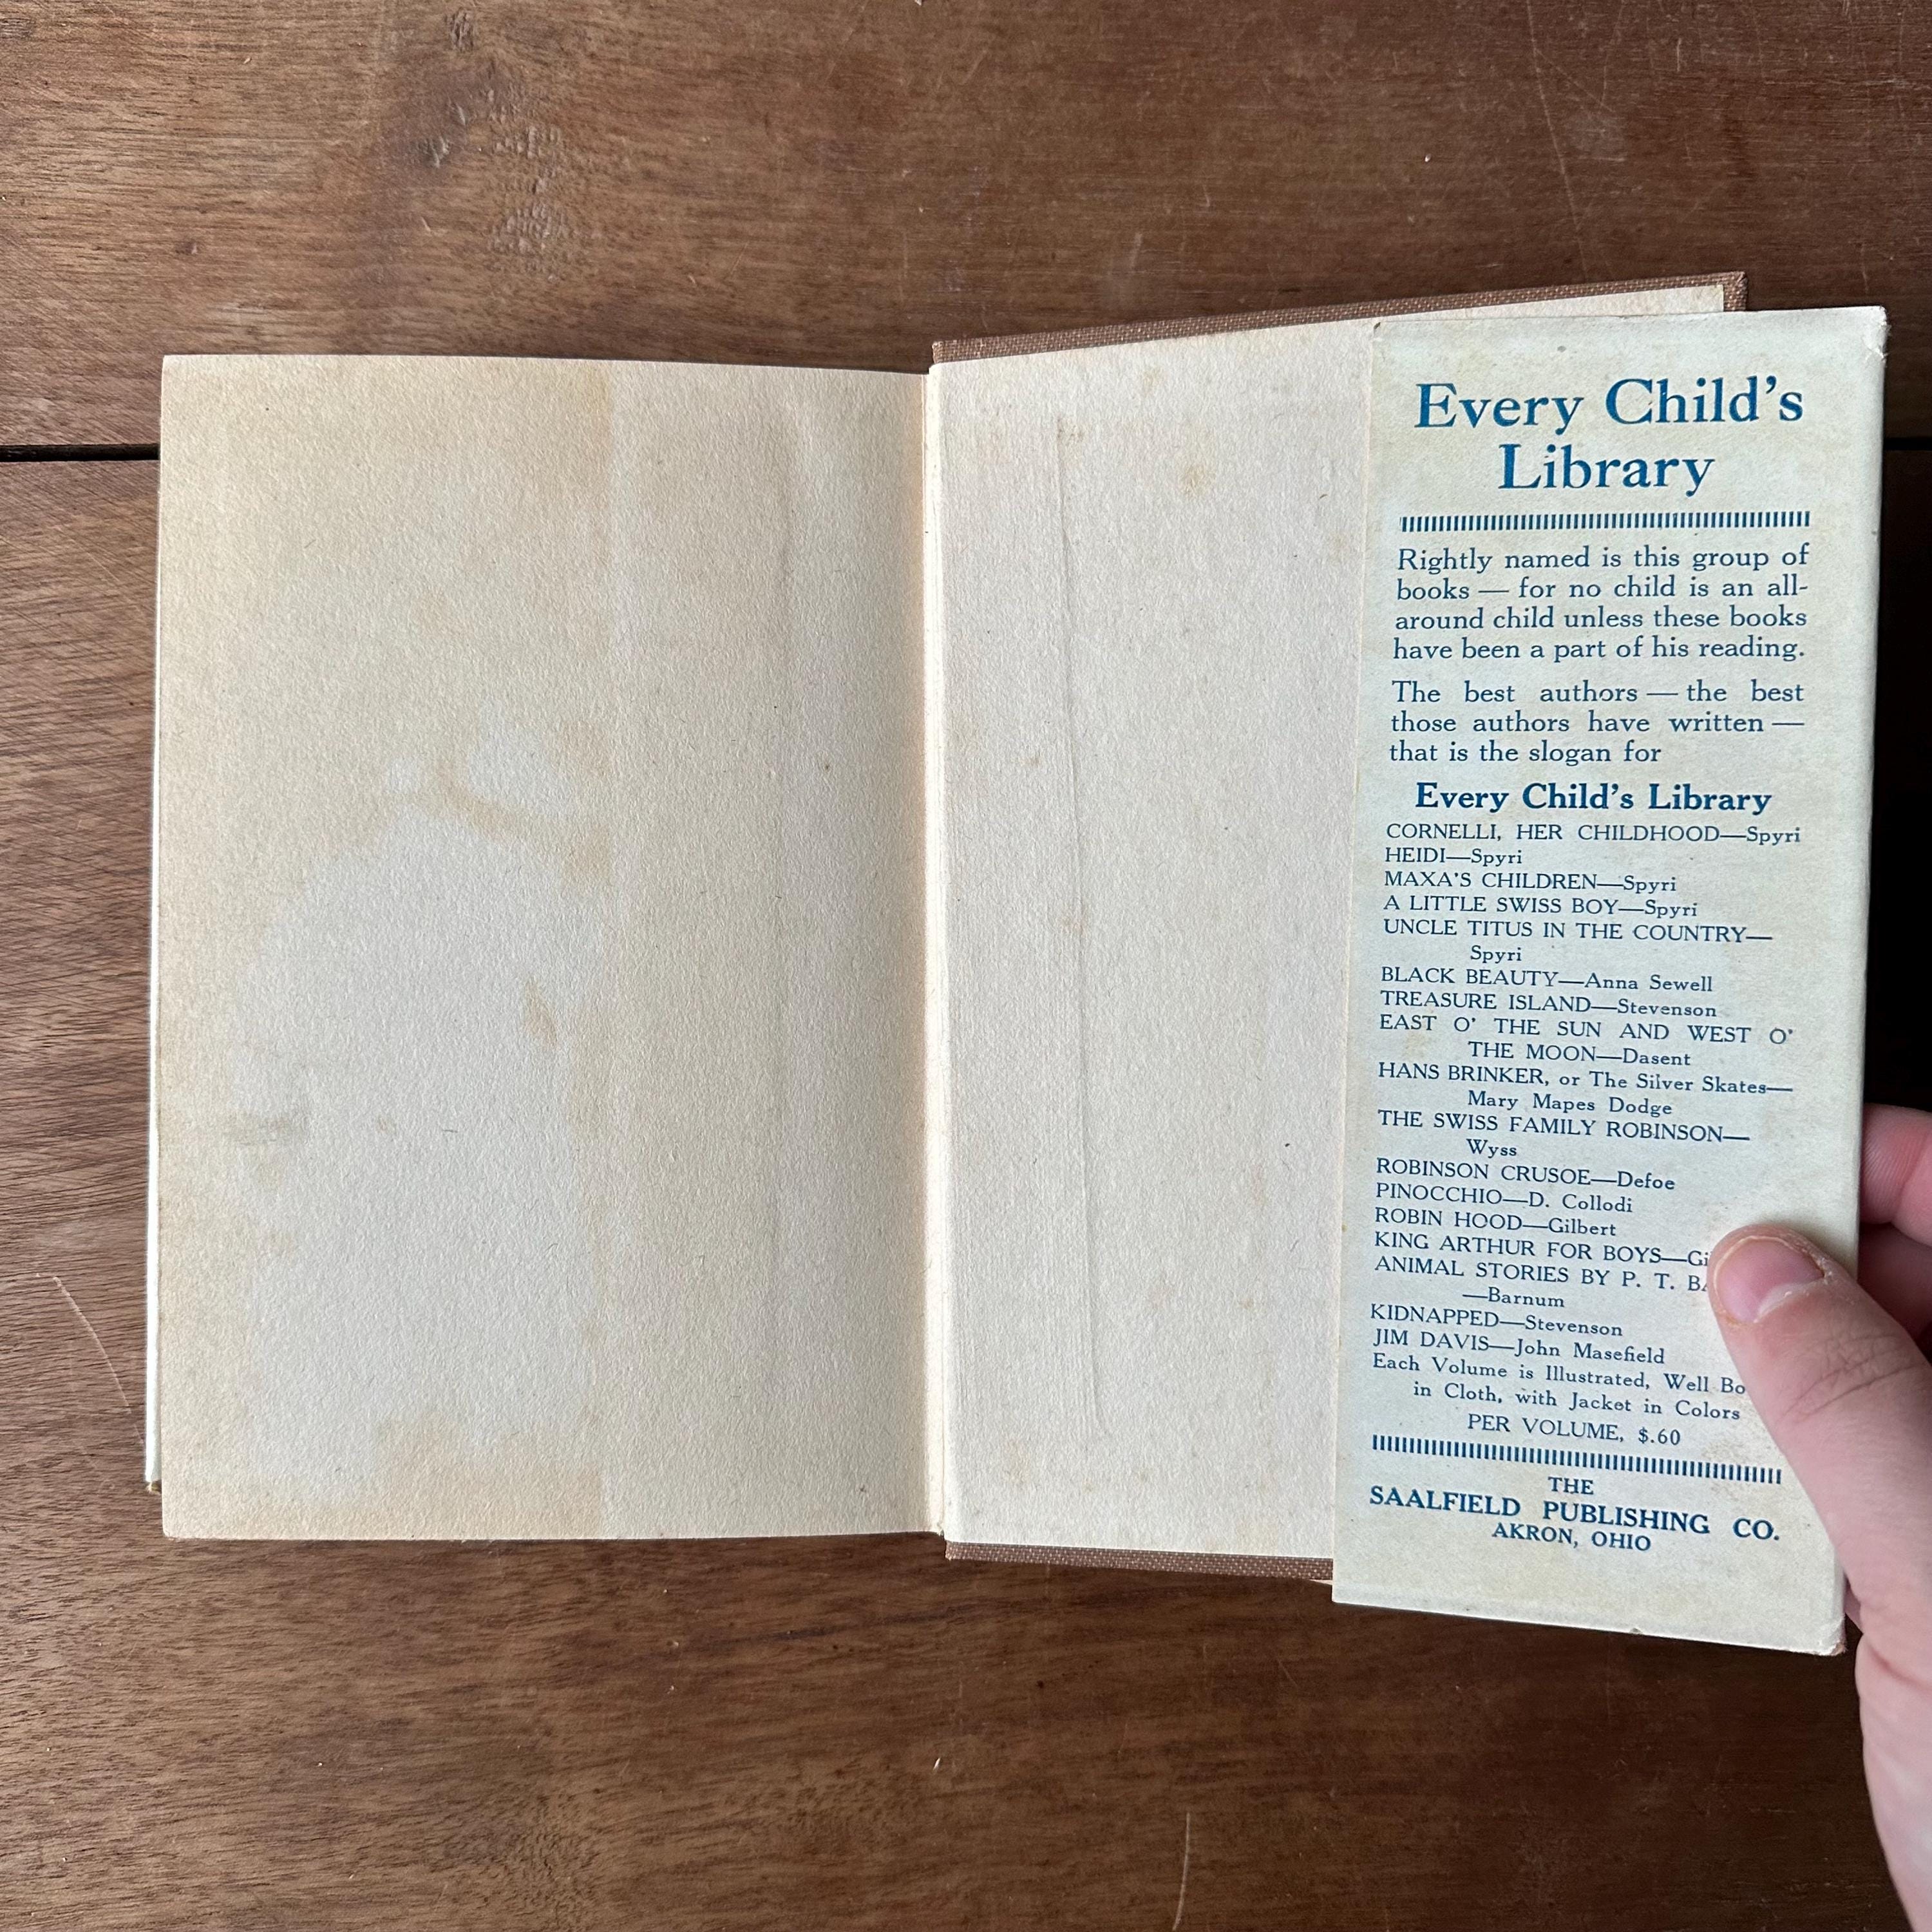 Every Child's
Library
Rightly named is this group of
books — for no child is an all-
around child unless these books
have been a part of his reading.
The best authors — the best
those authors have written —
that is the slogan for
Every Child's Library
CORNELLI, HER CHILDHOOD—Spyri
HEIDI—Spyri
MAXA'S CHILDREN—Spyri
A LITTLE SWISS BOY—Spyri
UNCLE TITUS IN THE COUNTRY—
Spyri
BLACK BEAUTY—Anna Sewell
TREASURE ISLAND—Stevenson
EAST O' THE SUN AND WEST O'
THE MOON—Dasent
HANS BRINKER, or The Silver Skates—
Mary Mapes Dodge
THE SWISS FAMILY ROBINSON—
Wyss
ROBINSON CRUSOE—Defoe
PINOCCHIO—D. Collodi
ROBIN HOOD—Gilbert
KING ARTHUR FOR BOYS—
ANIMAL STORIES BY P. T.
—Barnum
KIDNAPPED—Stevenson
JIM DAVIS—John Masefield
Each Volume is Illustrated, Well
in Cloth, with Jacket in Colors
PER VOLUME, $.60
THE
SAALFIELD PUBLISHING CO.
AKRON, OHIO